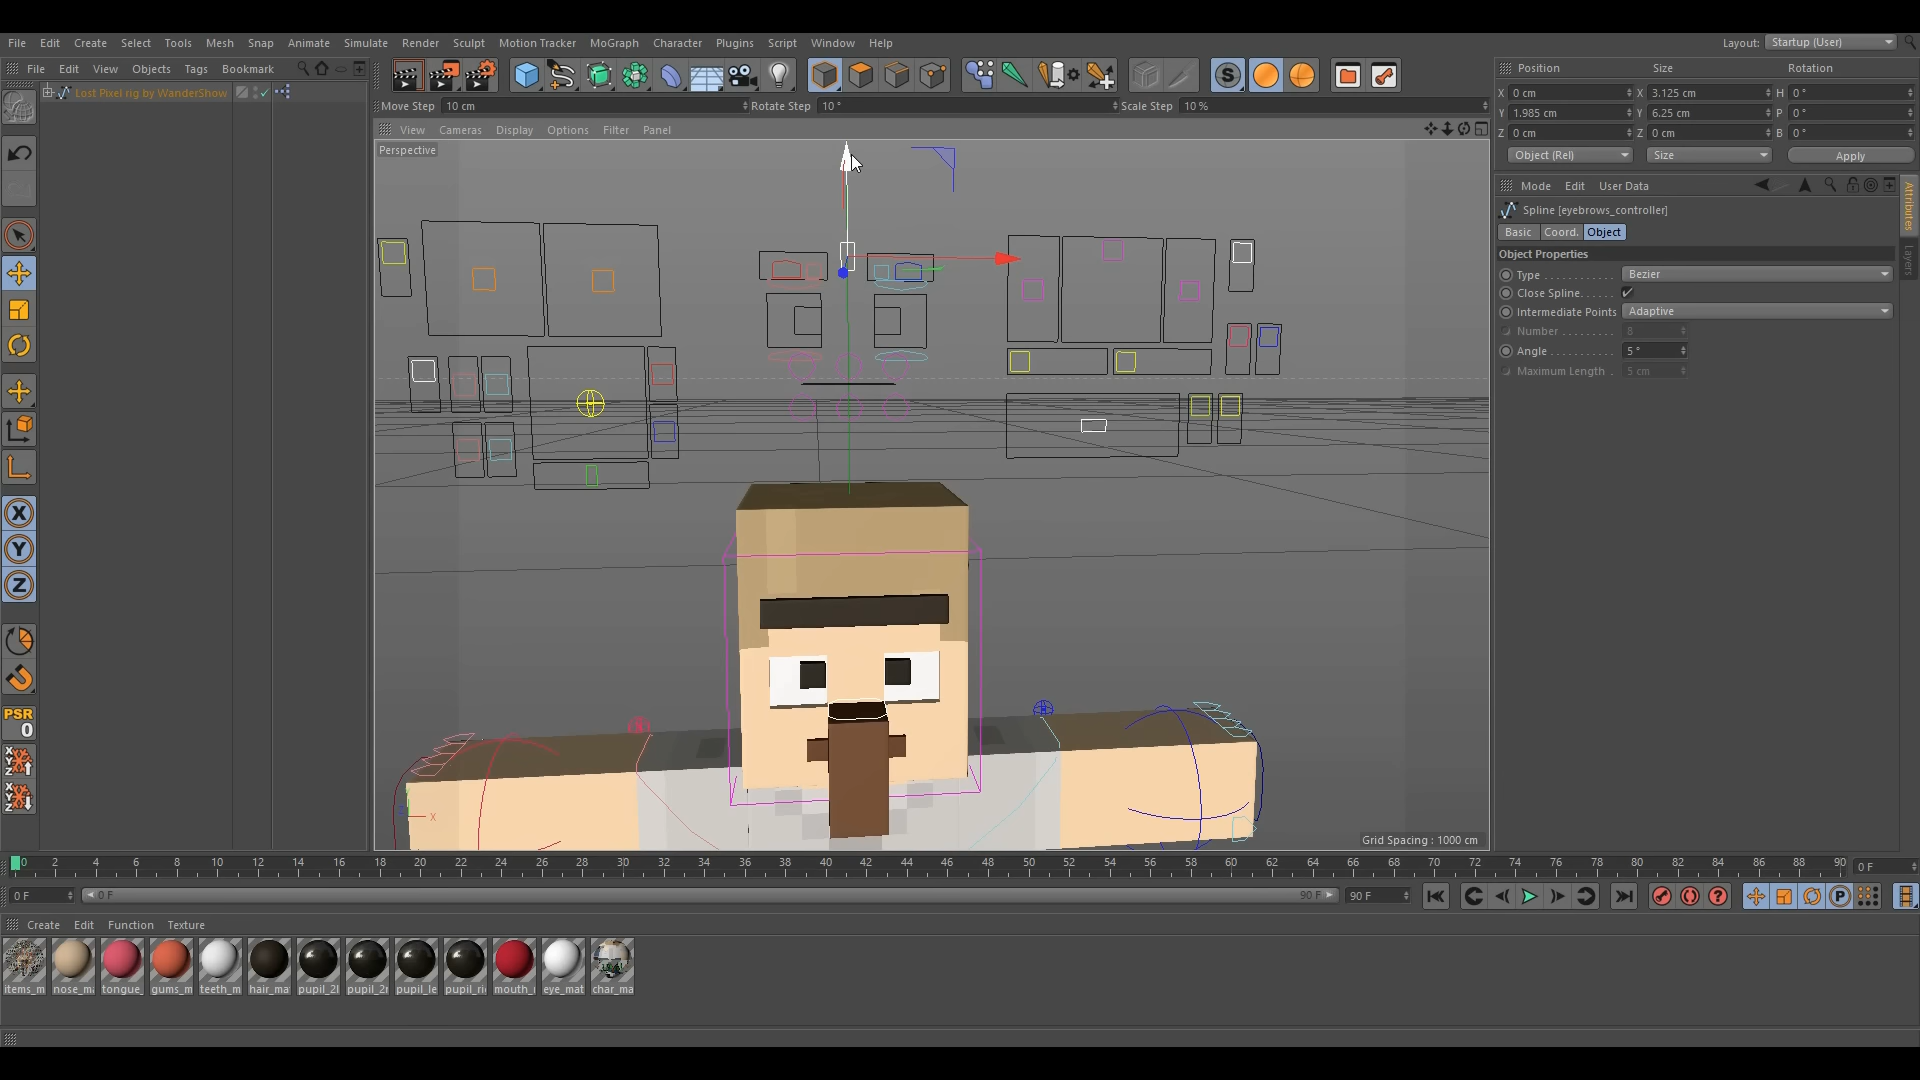 File Edit Create Select Tools Mesh Snap Animate Simulate Render Sculpt Motion Tracker MoGraph Character Plugins Script Window Help
Layout: Startup (User)
File Edit View Objects Tags Bookmark
Lost Pixel rig by WanderShow
Move Step 10 cm Rotate Step 10 ° Scale Step 10 %
View Cameras Display Options Filter Panel
Perspective
Position Size Rotation
X 0 cm X 3.125 cm H 0 °
Y 1.985 cm Y 6.25 cm P 0 °
Z 0 cm Z 0 cm B 0 °
Object (Rel) Size Apply
Mode Edit User Data
Spline [eyebrows_controller]
Basic Coord. Object
Object Properties
Type . . . . . . . . . . Bezier
Close Spline. . . . . .
Intermediate Points Adaptive
Number . . . . . . . . 8
Angle . . . . . . . . . . 5 °
Maximum Length . 5 cm
Attributes
Layers
S
X
Y
Z
PSR
0
X
Grid Spacing : 1000 cm
0 2 4 6 8 10 12 14 16 18 20 22 24 26 28 30 32 34 36 38 40 42 44 46 48 50 52 54 56 58 60 62 64 66 68 70 72 74 76 78 80 82 84 86 88 90 0 F
0 F 0 F 90 F 90 F P
Create Edit Function Texture
items_m nose_m tongue_ gums_m teeth_m hair_ma pupil_2l pupil_2r pupil_le pupil_ri mouth_ eye_mat char_ma